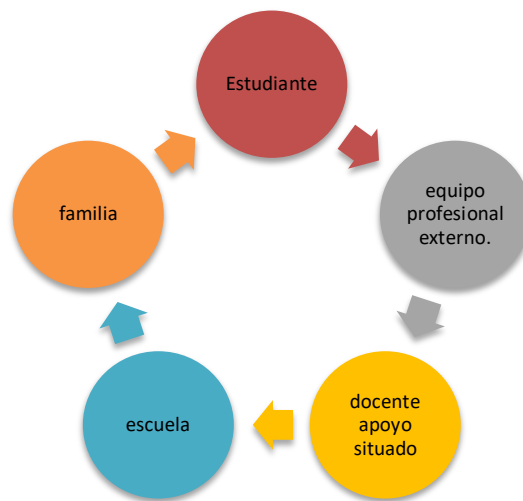 Estudiante
equipo
profesional
externo.
docente
apoyo
situado
escuela
familia